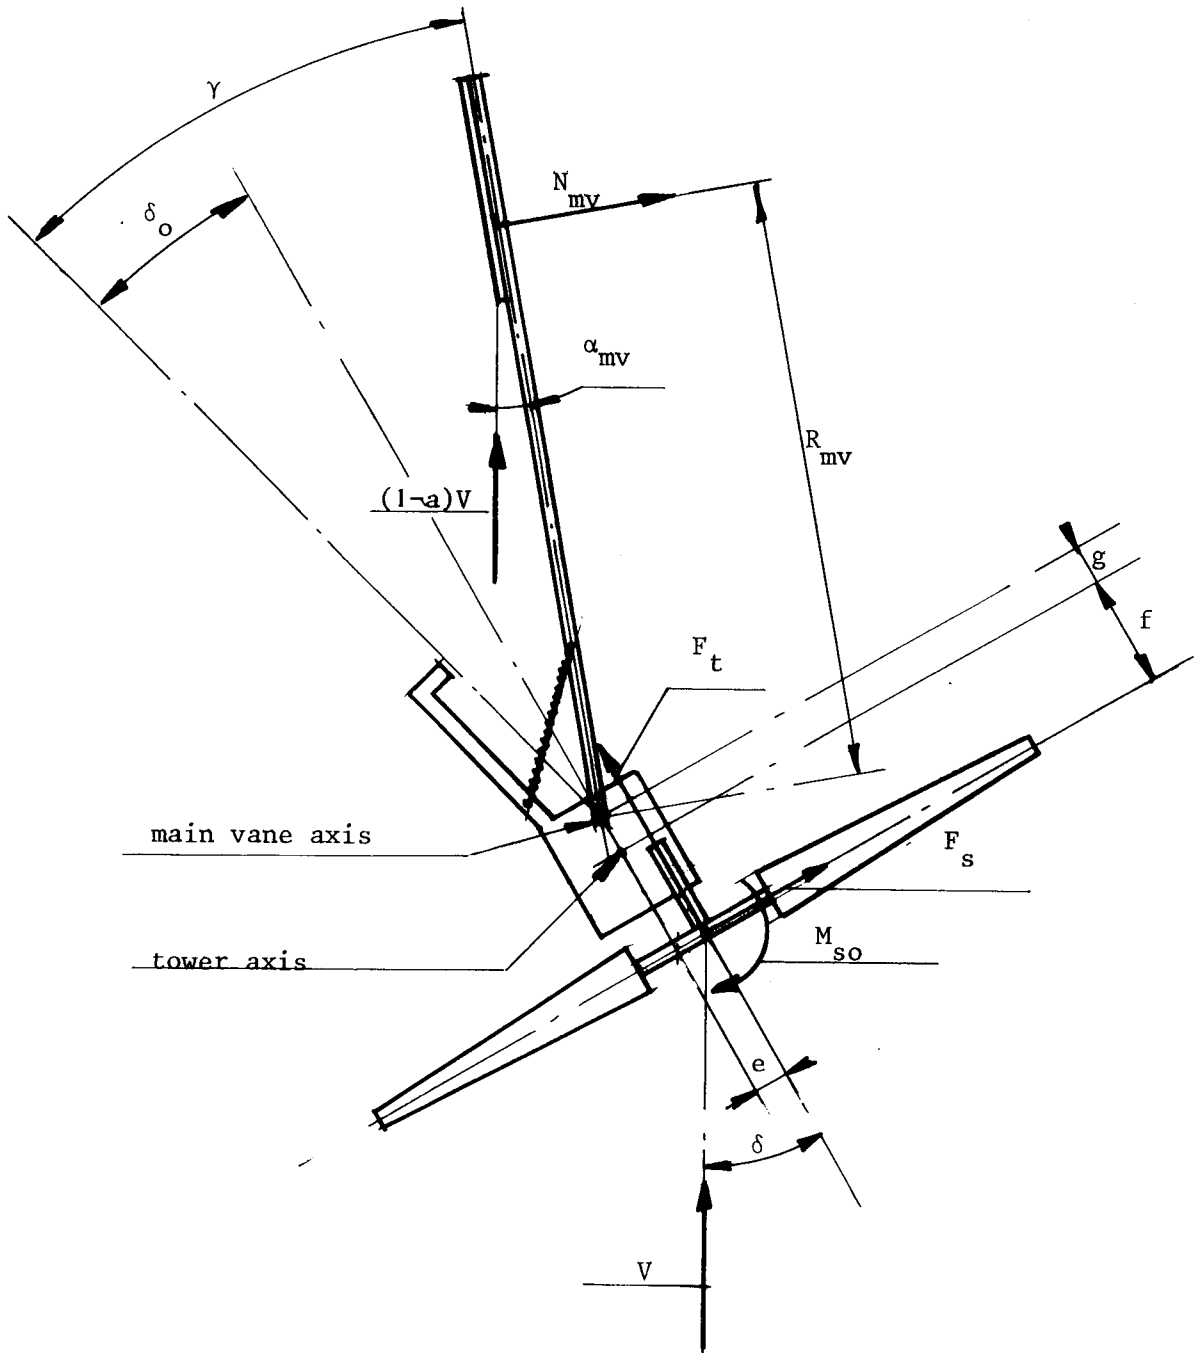 γ
δo
Nmv
αmv
Rmv
(1-a)V
g
f
Ft
main vane axis
Fs
Mso
tower axis
e
δ
V